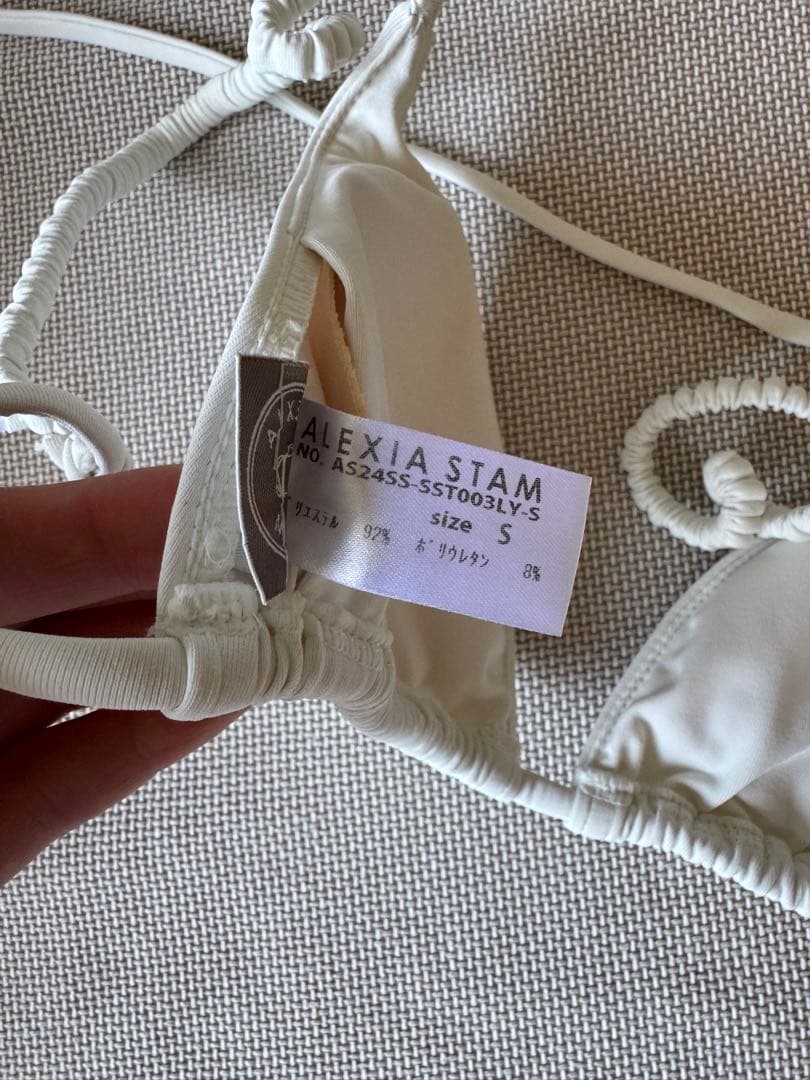 ALEXIA STAM
NO. AS24SS-SST003LY-S
size S
ﾘｴｽﾃﾙ 92% ﾎﾟﾘｳﾚﾀﾝ 8%